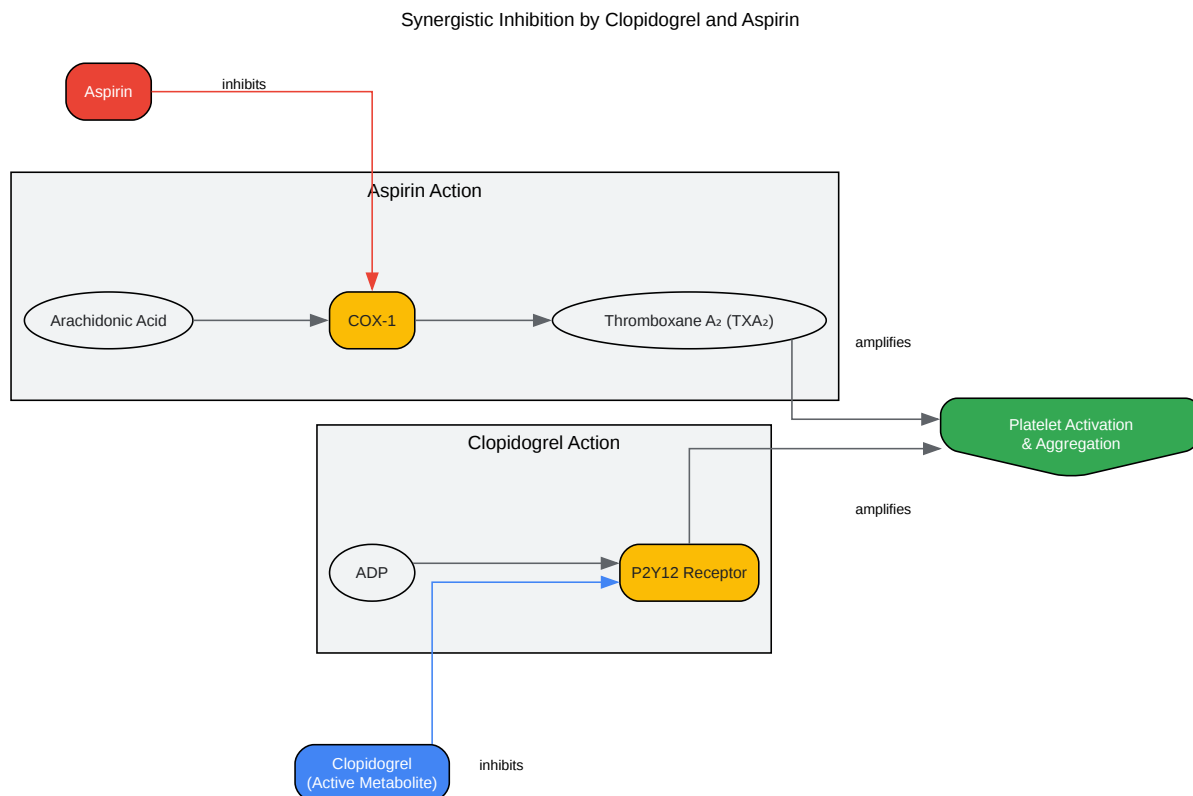 Synergistic Inhibition by Clopidogrel and Aspirin
Aspirin
inhibits
Aspirin Action
Arachidonic Acid
COX-1
Thromboxane A₂ (TXA₂)
amplifies
Platelet Activation
& Aggregation
Clopidogrel Action
amplifies
ADP
P2Y12 Receptor
Clopidogrel
(Active Metabolite)
inhibits